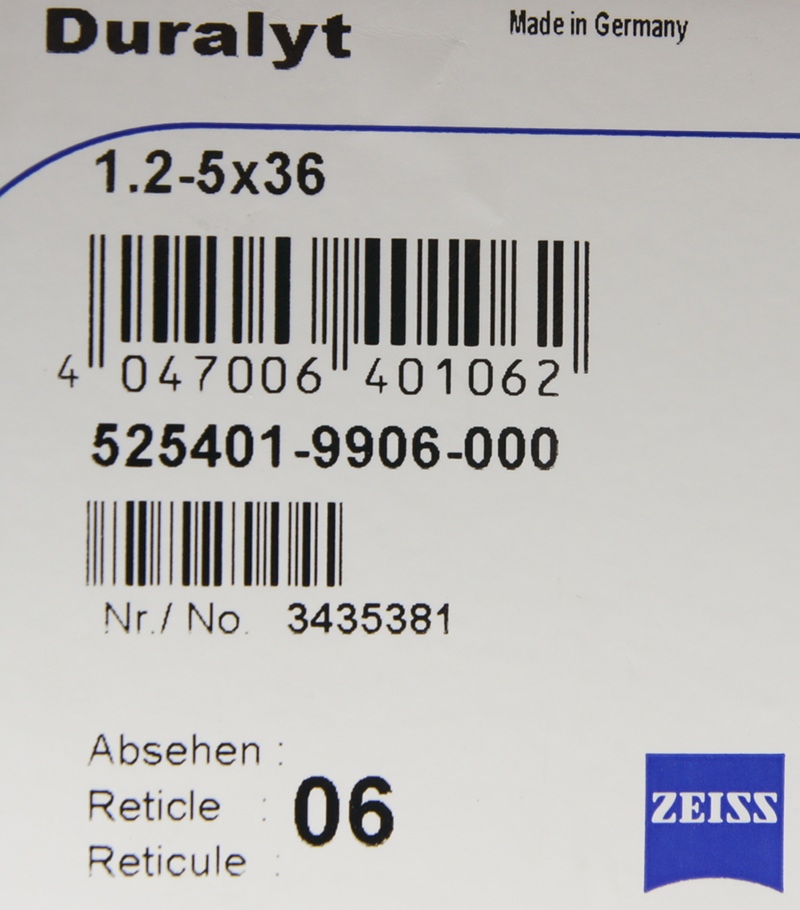 Duralyt
Made in Germany
1.2-5x36
4 047006 401062
525401-9906-000
Nr./ No. 3435381
Absehen :
Reticle : 06
Reticule :
ZEISS